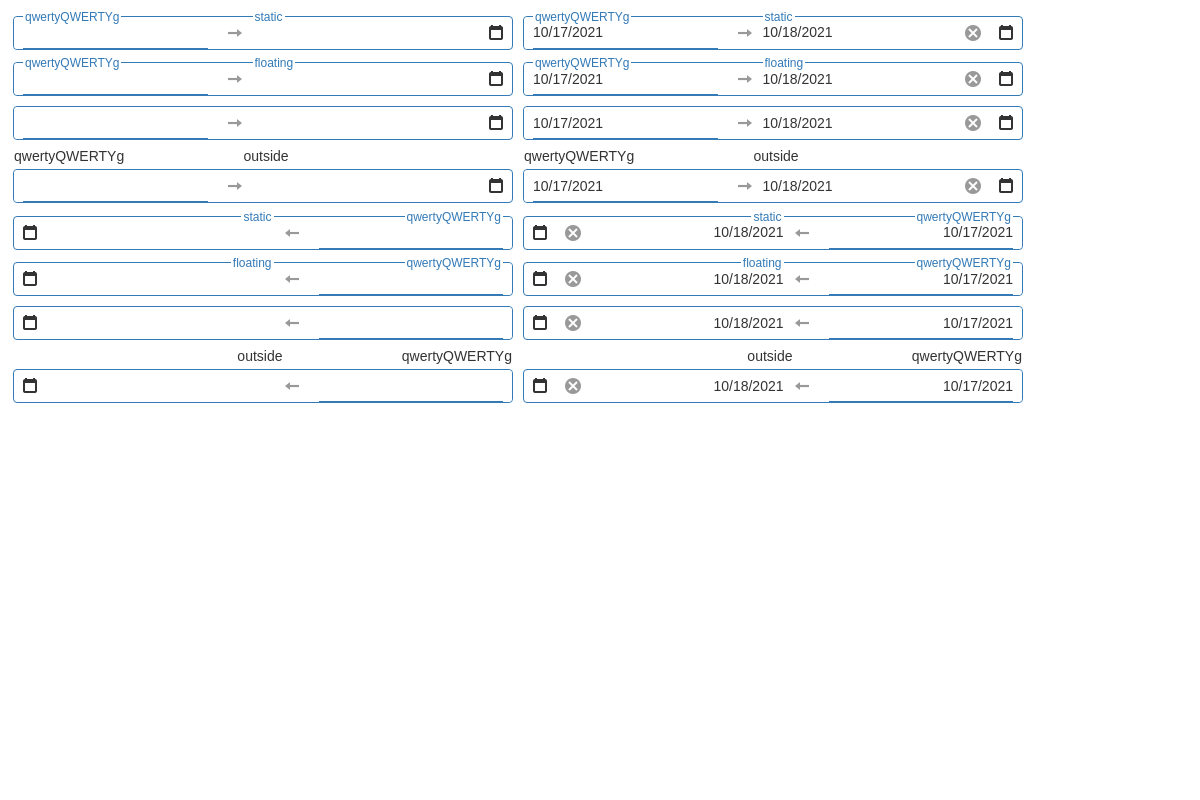 qwertyQWERTYg static qwertyQWERTYg static
10/17/2021 10/18/2021
qwertyQWERTYg floating qwertyQWERTYg floating
10/17/2021 10/18/2021
10/17/2021 10/18/2021
qwertyQWERTYg outside qwertyQWERTYg outside
10/17/2021 10/18/2021
static qwertyQWERTYg static qwertyQWERTYg
10/18/2021 10/17/2021
floating qwertyQWERTYg floating qwertyQWERTYg
10/18/2021 10/17/2021
10/18/2021 10/17/2021
outside qwertyQWERTYg outside qwertyQWERTYg
10/18/2021 10/17/2021